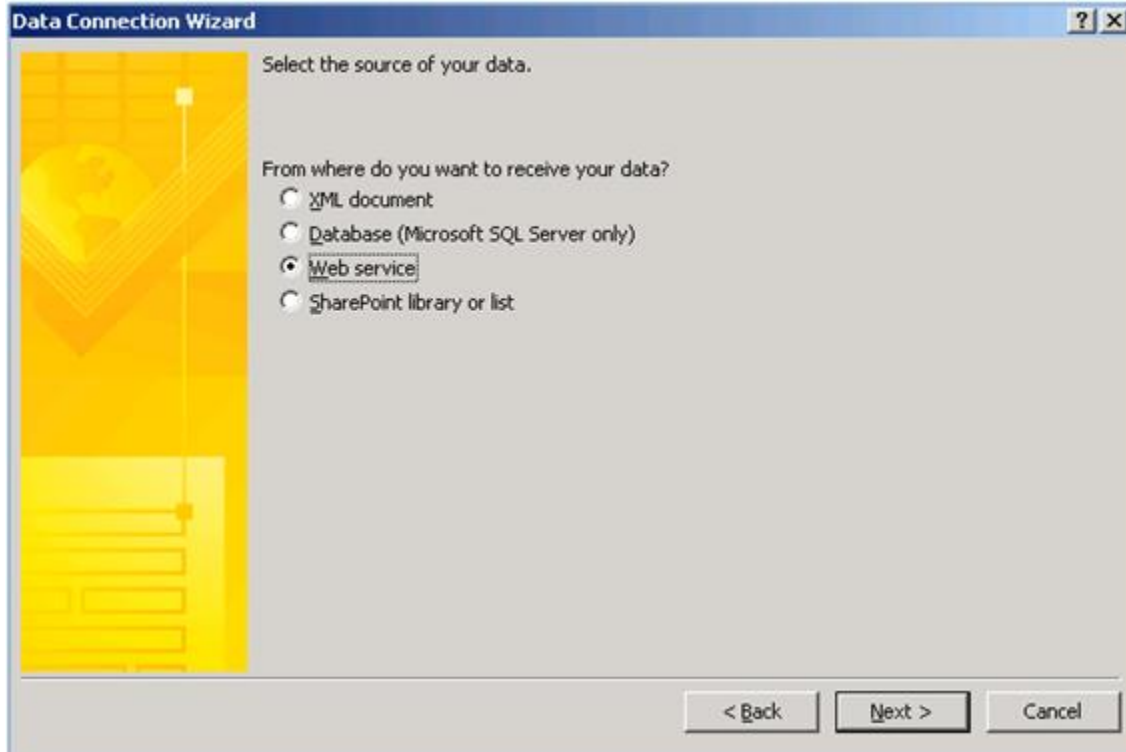 Data Connection Wizard
Select the source of your data.
From where do you want to receive your data?
XML document
Database (Microsoft SQL Server only)
Web service
SharePoint library or list
< Back Next > Cancel